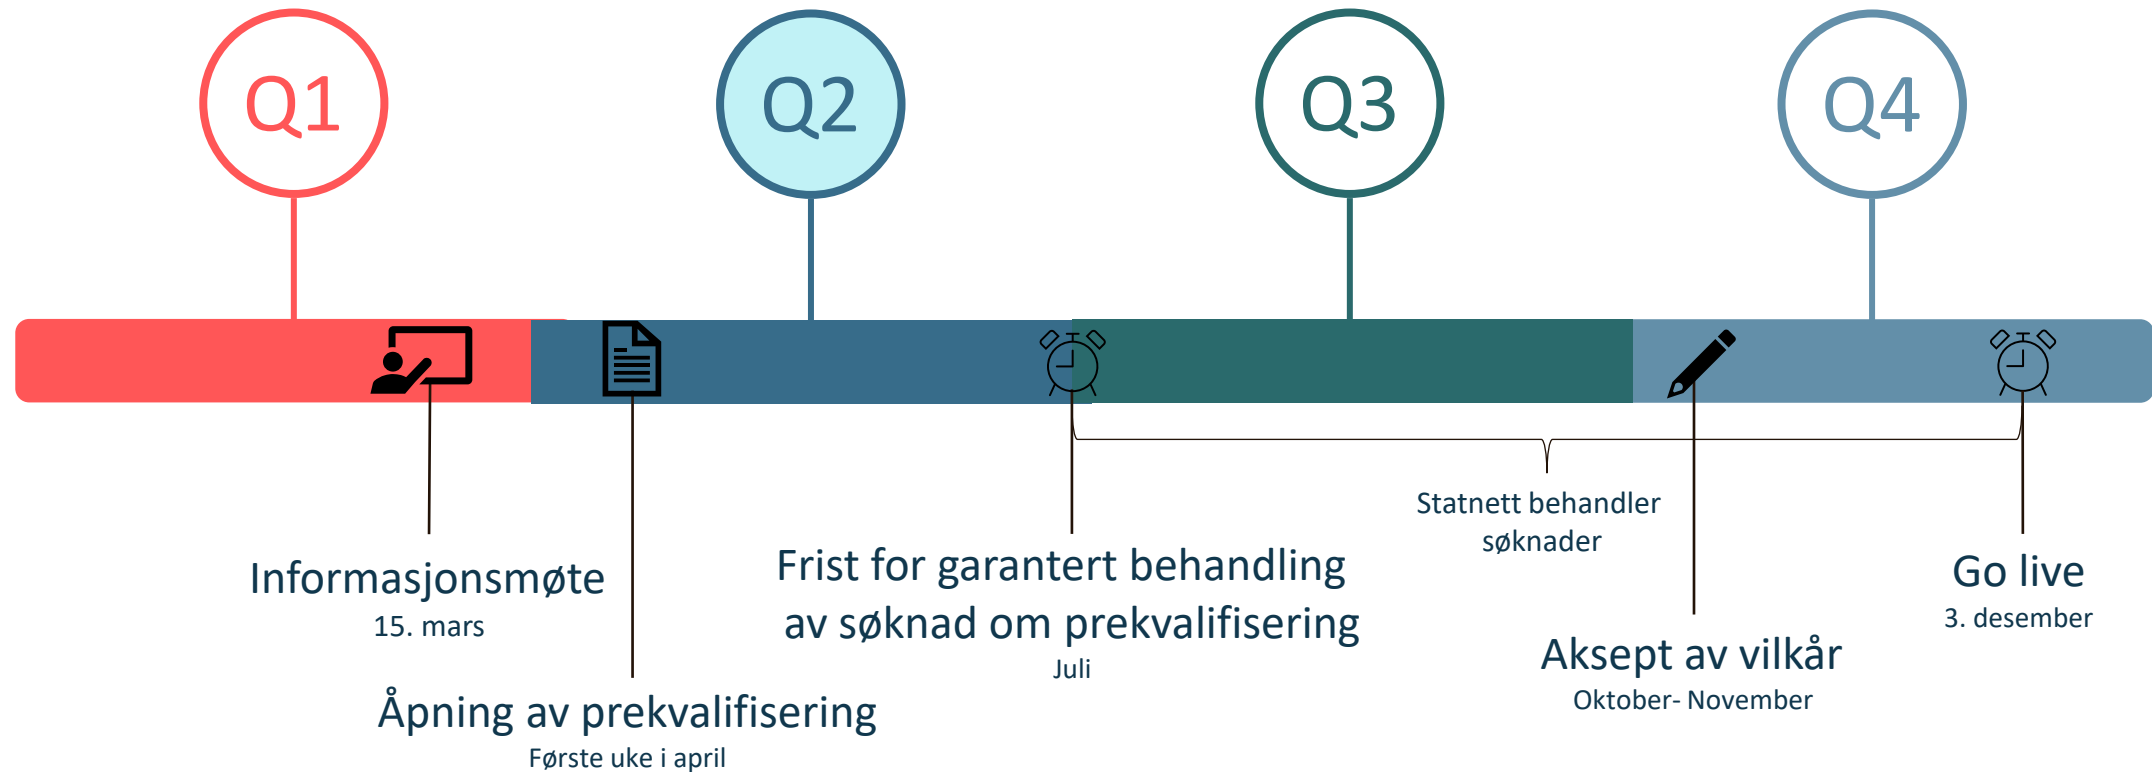 Q1
Q2
Q3
Q4
Informasjonsmøte
15. mars
Åpning av prekvalifisering
Første uke i april
Frist for garantert behandling
av søknad om prekvalifisering
Juli
Statnett behandler
søknader
Aksept av vilkår
Oktober- November
Go live
3. desember